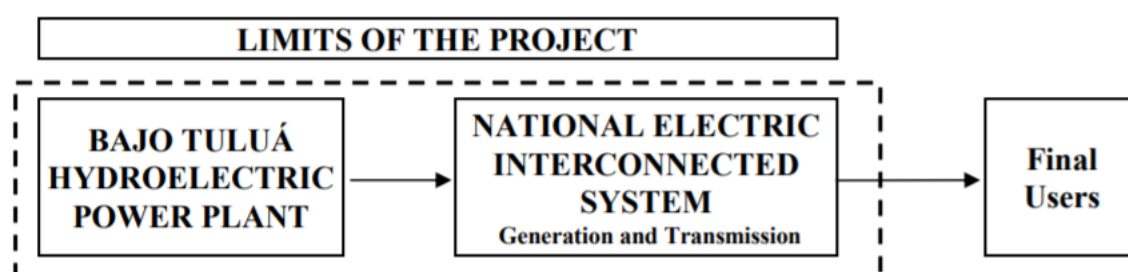 LIMITS OF THE PROJECT
BAJO TULUÁ
HYDROELECTRIC
POWER PLANT
NATIONAL ELECTRIC
INTERCONNECTED
SYSTEM
Generation and Transmission
Final
Users